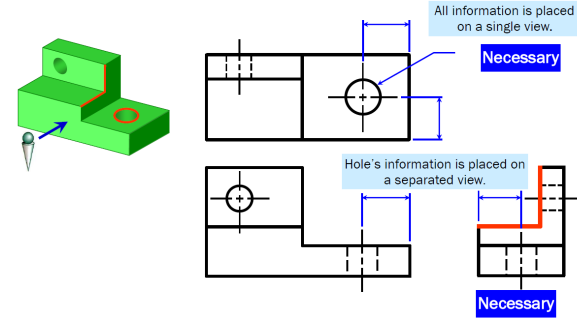 All information is placed
on a single view.
Necessary
Hole's information is placed on
a separated view.
Necessary